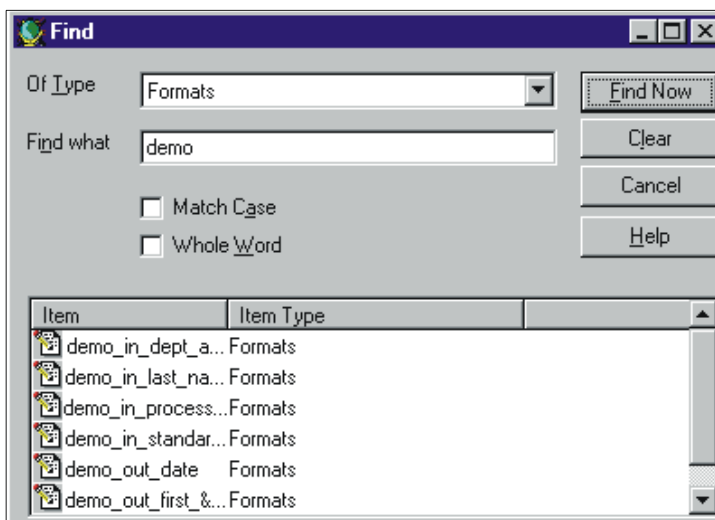 Find
Of Type
Formats
Find Now
Find what
demo
Clear
Match Case
Cancel
Whole Word
Help
Item Item Type
demo_in_dept_a... Formats
demo_in_last_na... Formats
demo_in_process... Formats
demo_in_standar... Formats
demo_out_date Formats
demo_out_first_&... Formats